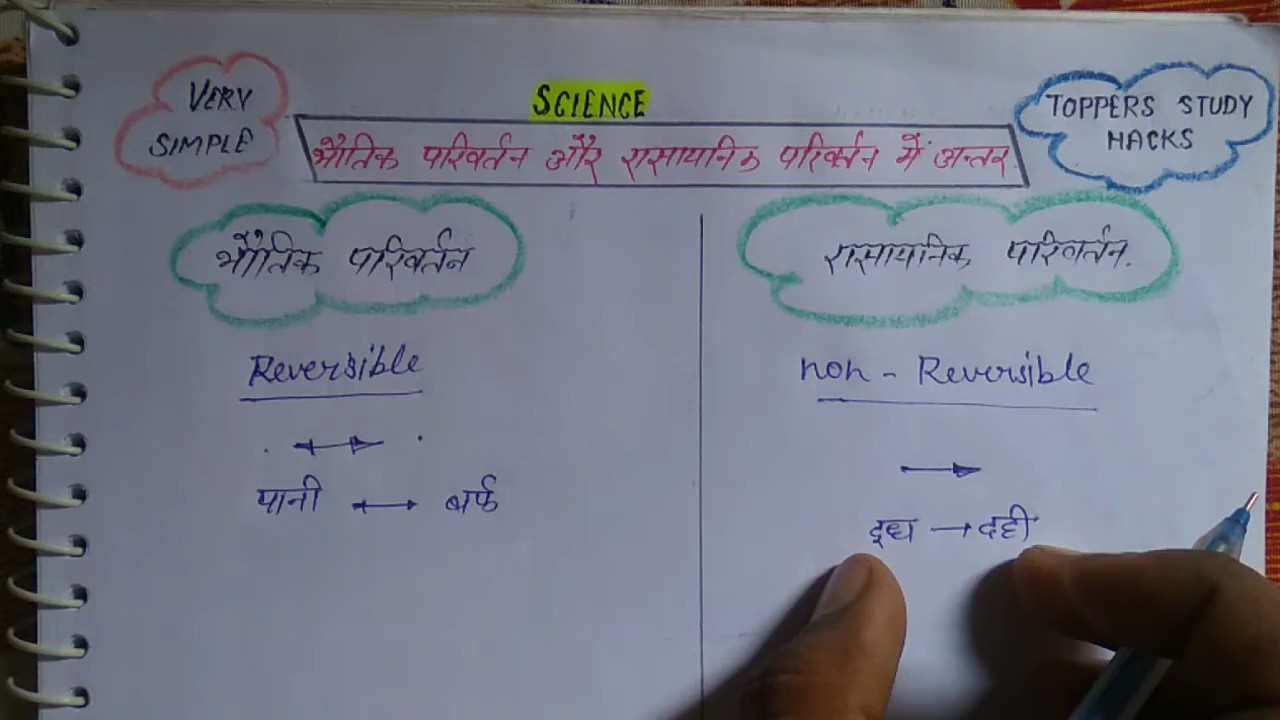 VERY
SIMPLE
SCIENCE
TOPPERS STUDY
HACKS
भौतिक परिवर्तन और रासायनिक परिवर्तन में अन्तर
भौतिक परिवर्तन
Reversible
पानी ↔ बर्फ
रासायनिक परिवर्तन.
non - Reversible
→
दूध → दही